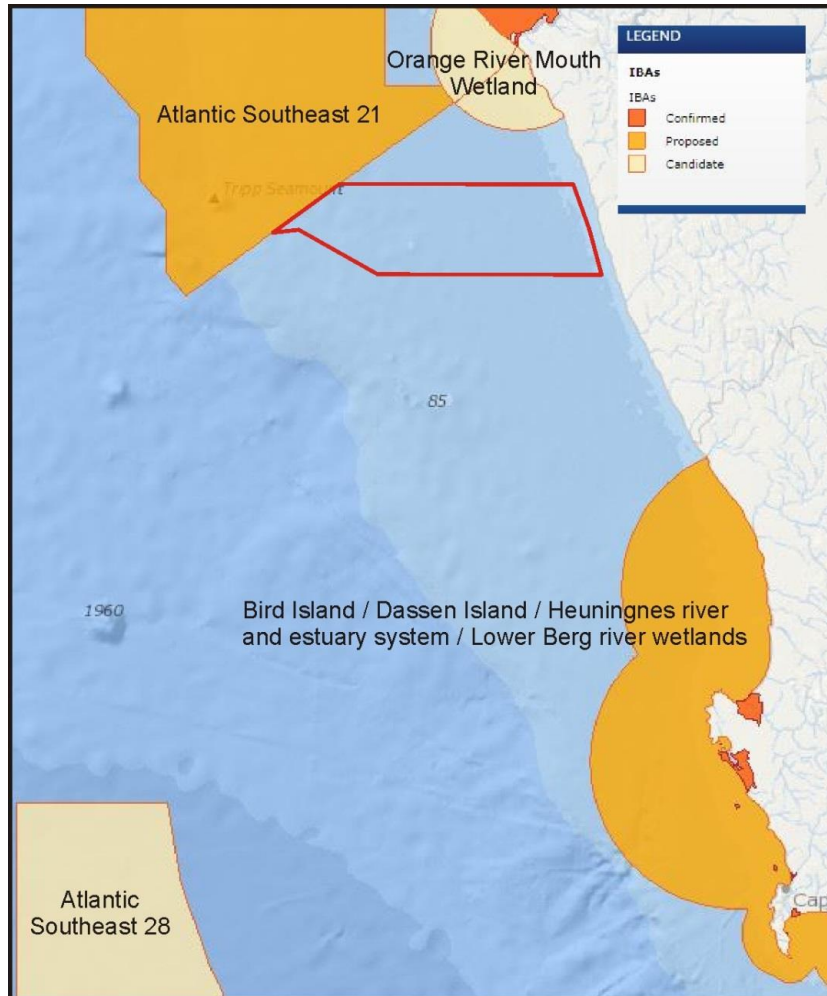 LEGEND
IBAs
IBAs
Confirmed
Proposed
Candidate
Orange River Mouth
Wetland
Atlantic Southeast 21
Tripp Seamount
85
1960
Bird Island / Dassen Island / Heuningnes river
and estuary system / Lower Berg river wetlands
Atlantic
Southeast 28
Cap